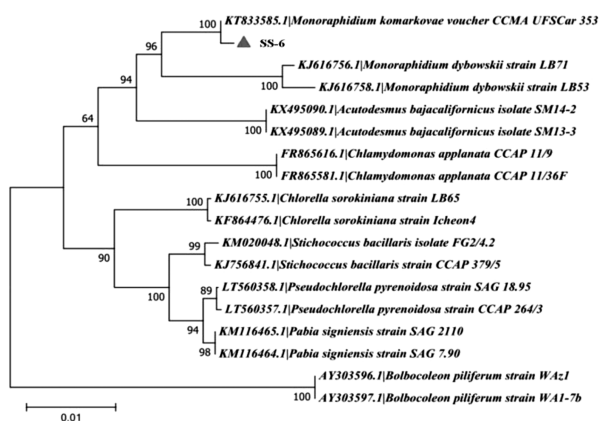 100 KT833585.1|Monoraphidium komarkovae voucher CCMA UFSCar 353
SS-6
96
KJ616756.1|Monoraphidium dybowskii strain LB71
100 KJ616758.1|Monoraphidium dybowskii strain LB53
94
KX495090.1|Acutodesmus bajacalifornicus isolate SM14-2
100 KX495089.1|Acutodesmus bajacalifornicus isolate SM13-3
64
FR865616.1|Chlamydomonas applanata CCAP 11/9
100 FR865581.1|Chlamydomonas applanata CCAP 11/36F
100 KJ616755.1|Chlorella sorokiniana strain LB65
KF864476.1|Chlorella sorokiniana strain Icheon4
90
99 KM020048.1|Stichococcus bacillaris isolate FG2/4.2
KJ756841.1|Stichococcus bacillaris strain CCAP 379/5
100
89 LT560358.1|Pseudochlorella pyrenoidosa strain SAG 18.95
LT560357.1|Pseudochlorella pyrenoidosa strain CCAP 264/3
94
KM116465.1|Pabia signiensis strain SAG 2110
98 KM116464.1|Pabia signiensis strain SAG 7.90
AY303596.1|Bolbocoleon piliferum strain WAz1
100 AY303597.1|Bolbocoleon piliferum strain WA1-7b
0.01